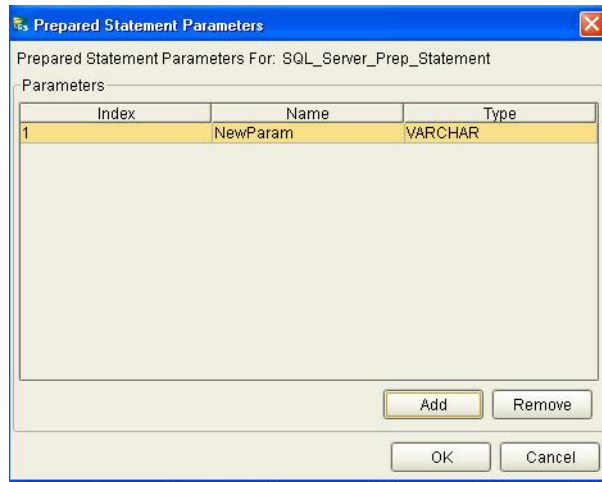 Prepared Statement Parameters
Prepared Statement Parameters For: SQL_Server_Prep_Statement
Parameters
Index Name Type
1 NewParam VARCHAR
Add Remove
OK Cancel